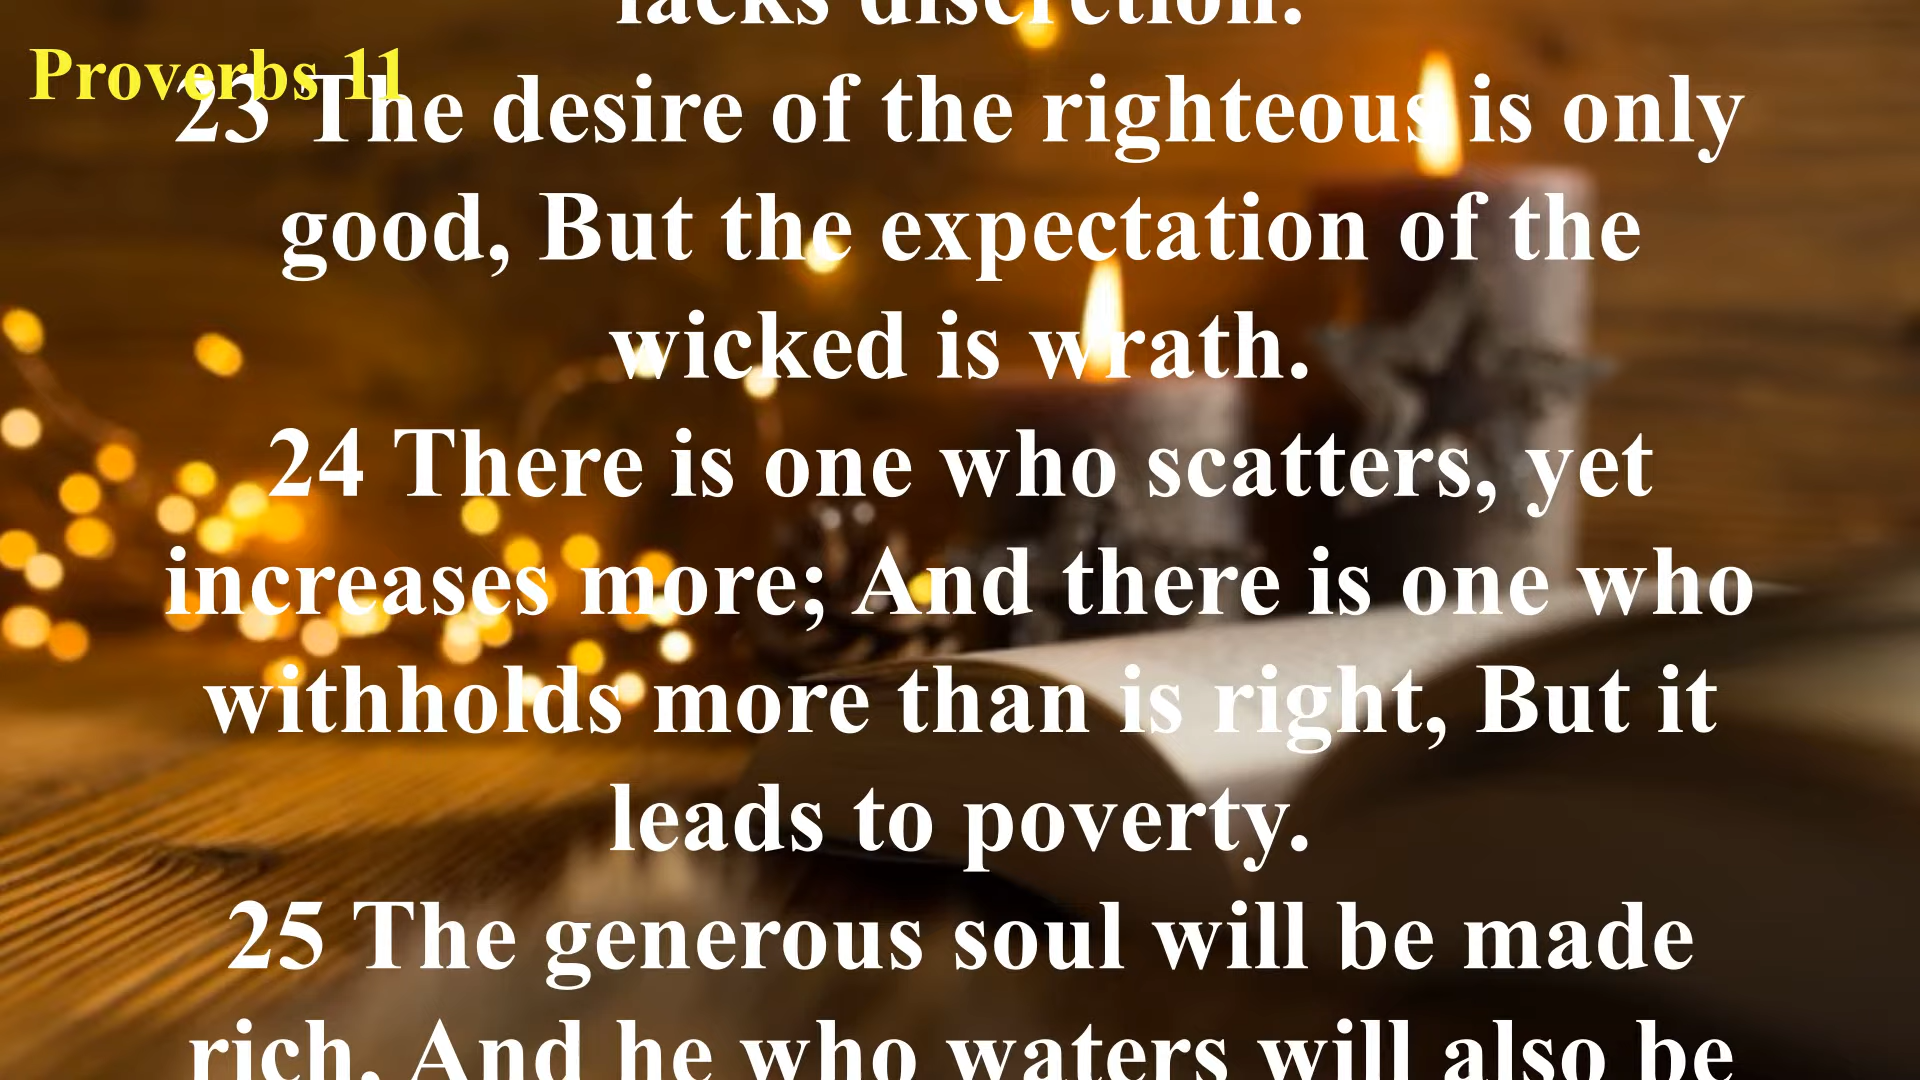 lacks discretion.
Proverbs 11
23 The desire of the righteous is only
good, But the expectation of the
wicked is wrath.
24 There is one who scatters, yet
increases more; And there is one who
withholds more than is right, But it
leads to poverty.
25 The generous soul will be made
rich, And he who waters will also be